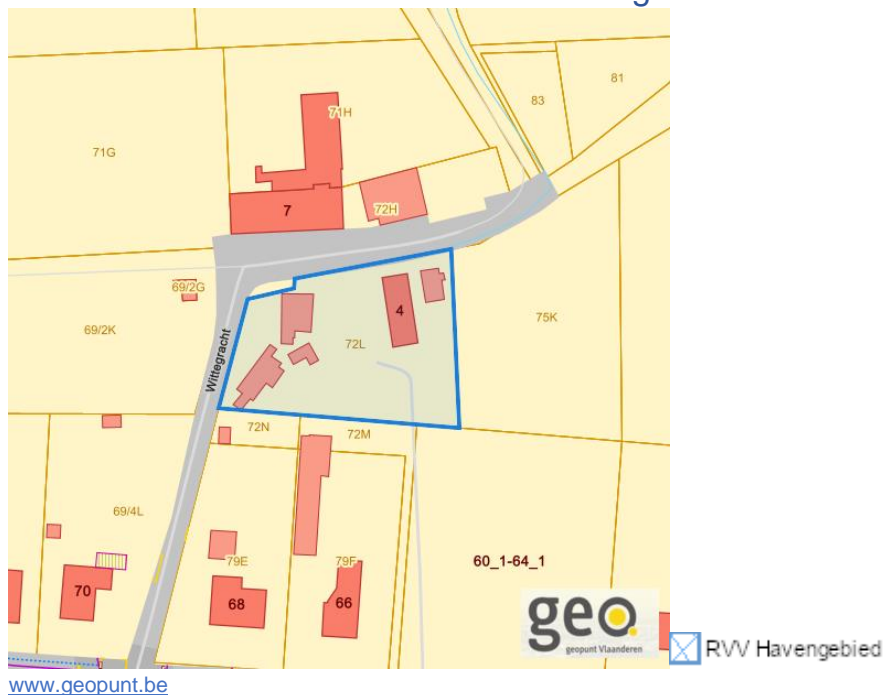 81
83
71H
71G
7
72H
69/2G
4
75K
69/2K
72L
Wittegracht
72N
72M
69/4L
79E
79F
60_1-64_1
70
68
66
geo
geopunt Vlaanderen
RVV Havengebied
www.geopunt.be